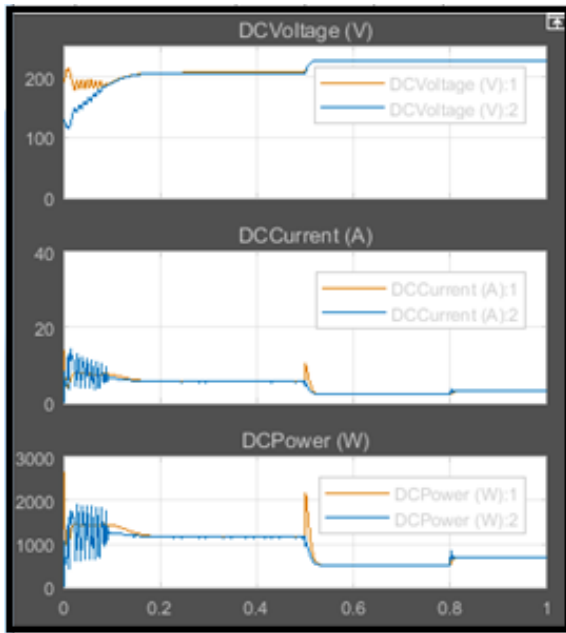 DCVoltage (V)
200
100
0
DCVoltage (V):1
DCVoltage (V):2
DCCurrent (A)
40
20
0
DCCurrent (A):1
DCCurrent (A):2
DCPower (W)
3000
2000
1000
0
DCPower (W):1
DCPower (W):2
0 0.2 0.4 0.6 0.8 1